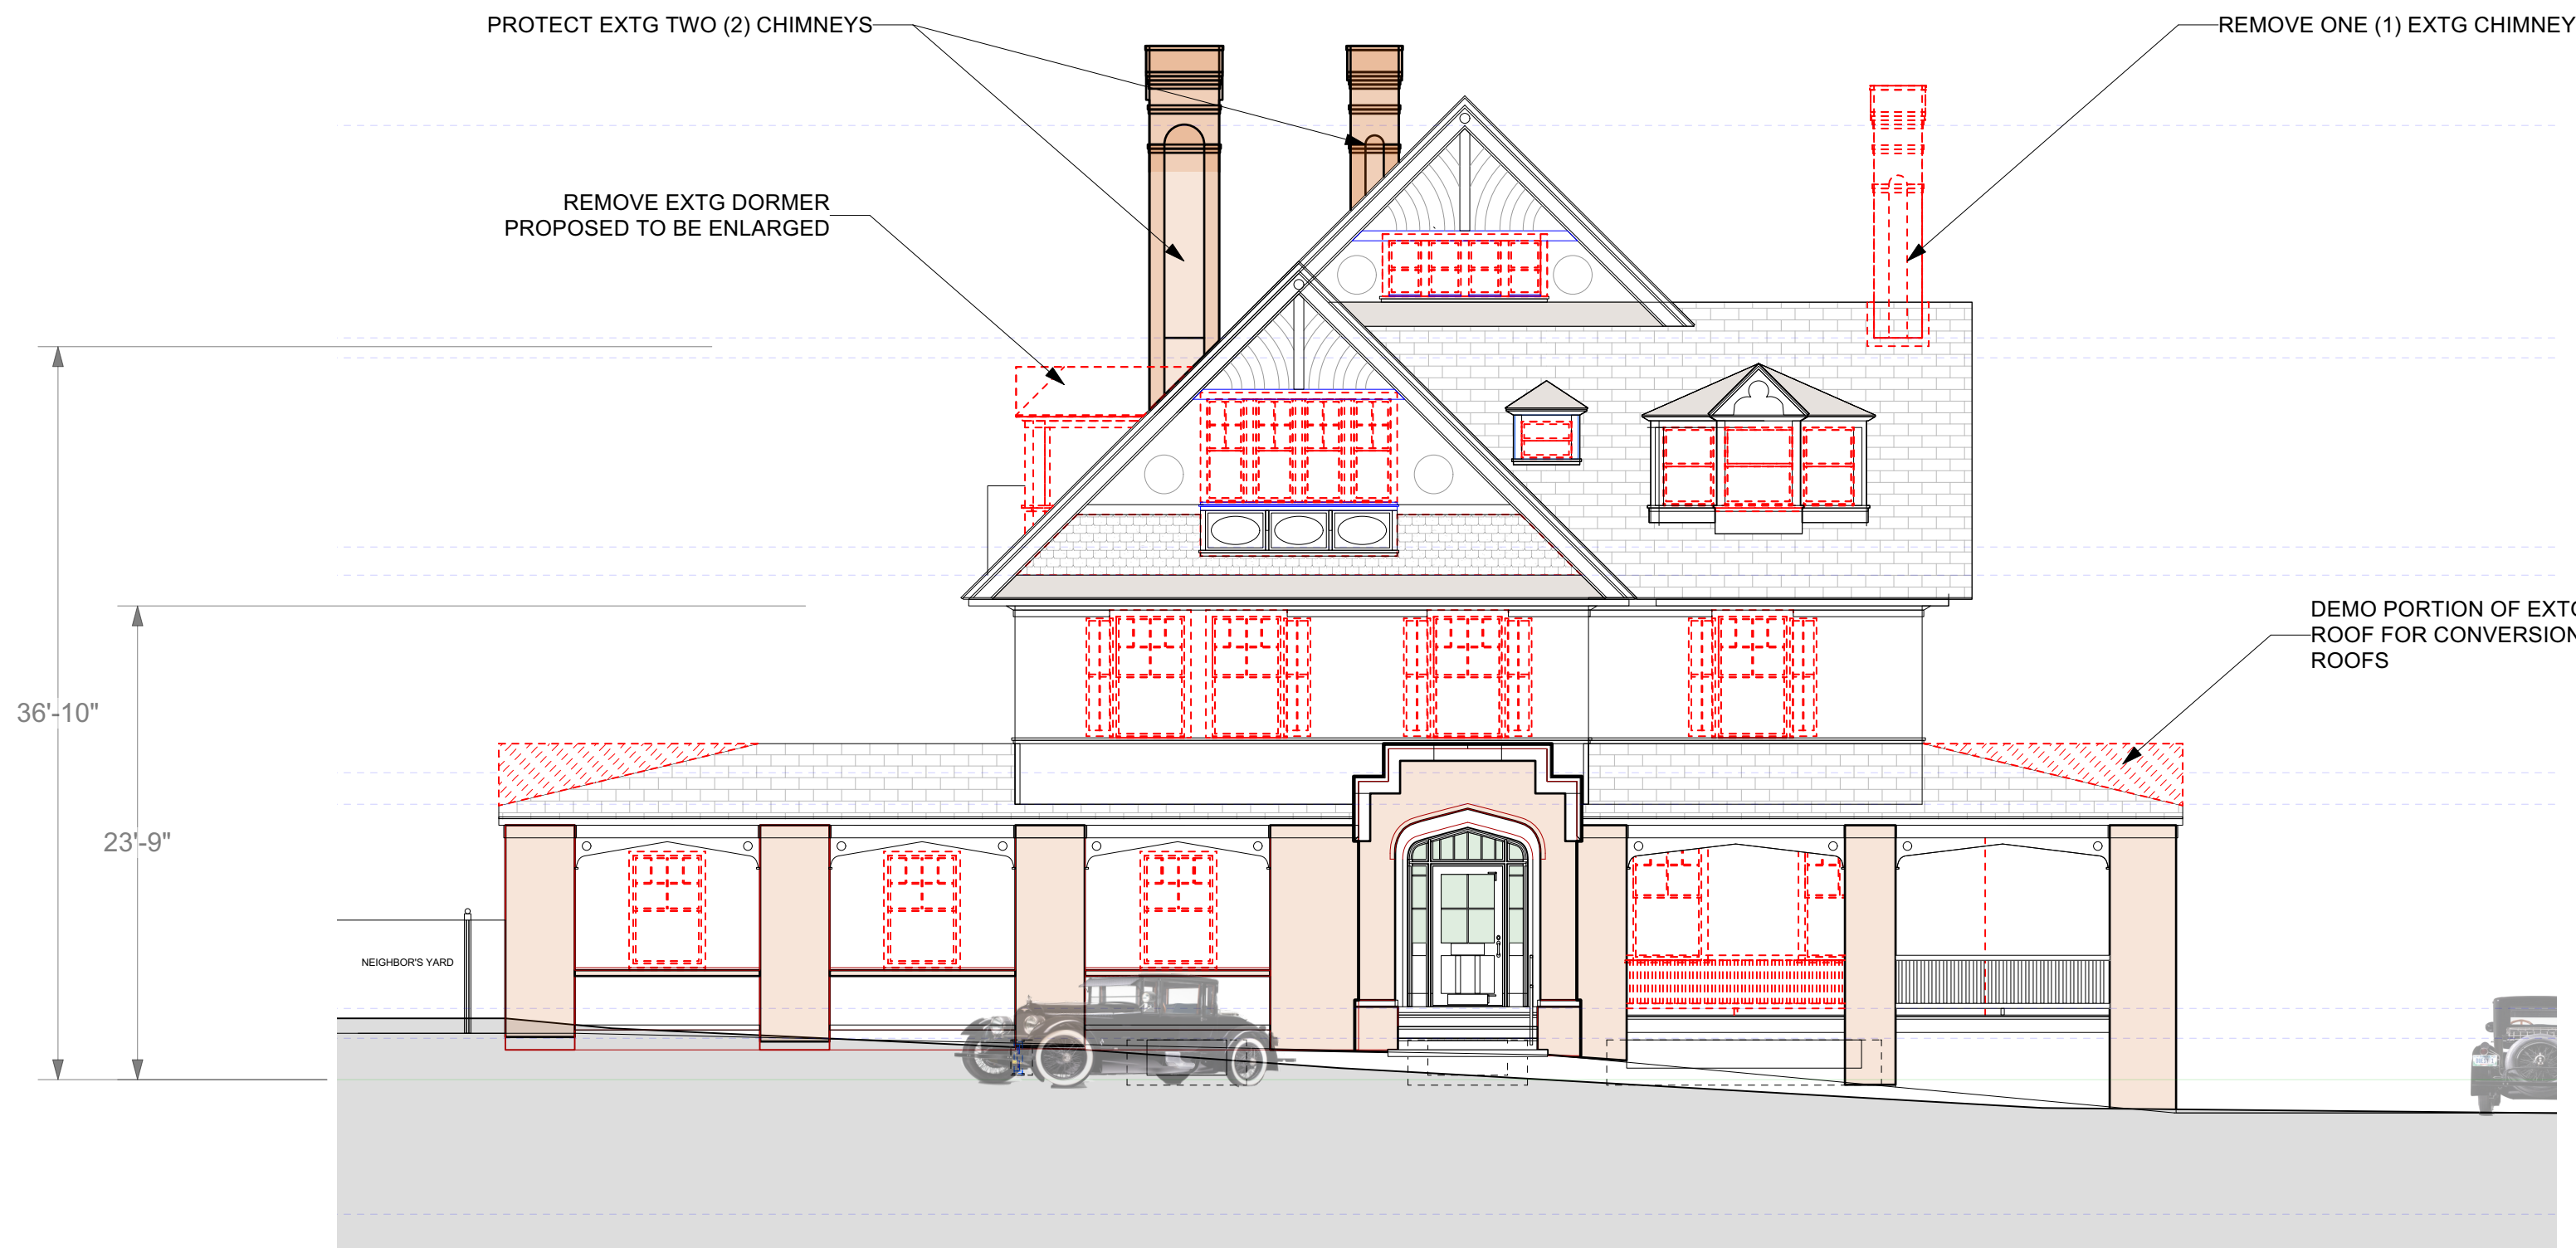 PROTECT EXTG TWO (2) CHIMNEYS
REMOVE ONE (1) EXTG CHIMNEY
REMOVE EXTG DORMER
PROPOSED TO BE ENLARGED
DEMO PORTION OF EXTG
ROOF FOR CONVERSION
ROOFS
36'-10"
23'-9"
NEIGHBOR'S YARD